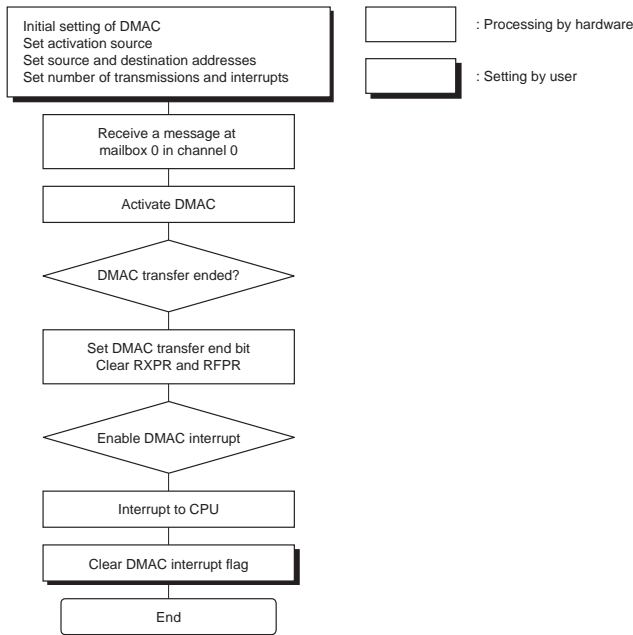 Initial setting of DMAC
Set activation source
Set source and destination addresses
Set number of transmissions and interrupts
: Processing by hardware
: Setting by user
Receive a message at
mailbox 0 in channel 0
Activate DMAC
DMAC transfer ended?
Set DMAC transfer end bit
Clear RXPR and RFPR
Enable DMAC interrupt
Interrupt to CPU
Clear DMAC interrupt flag
End